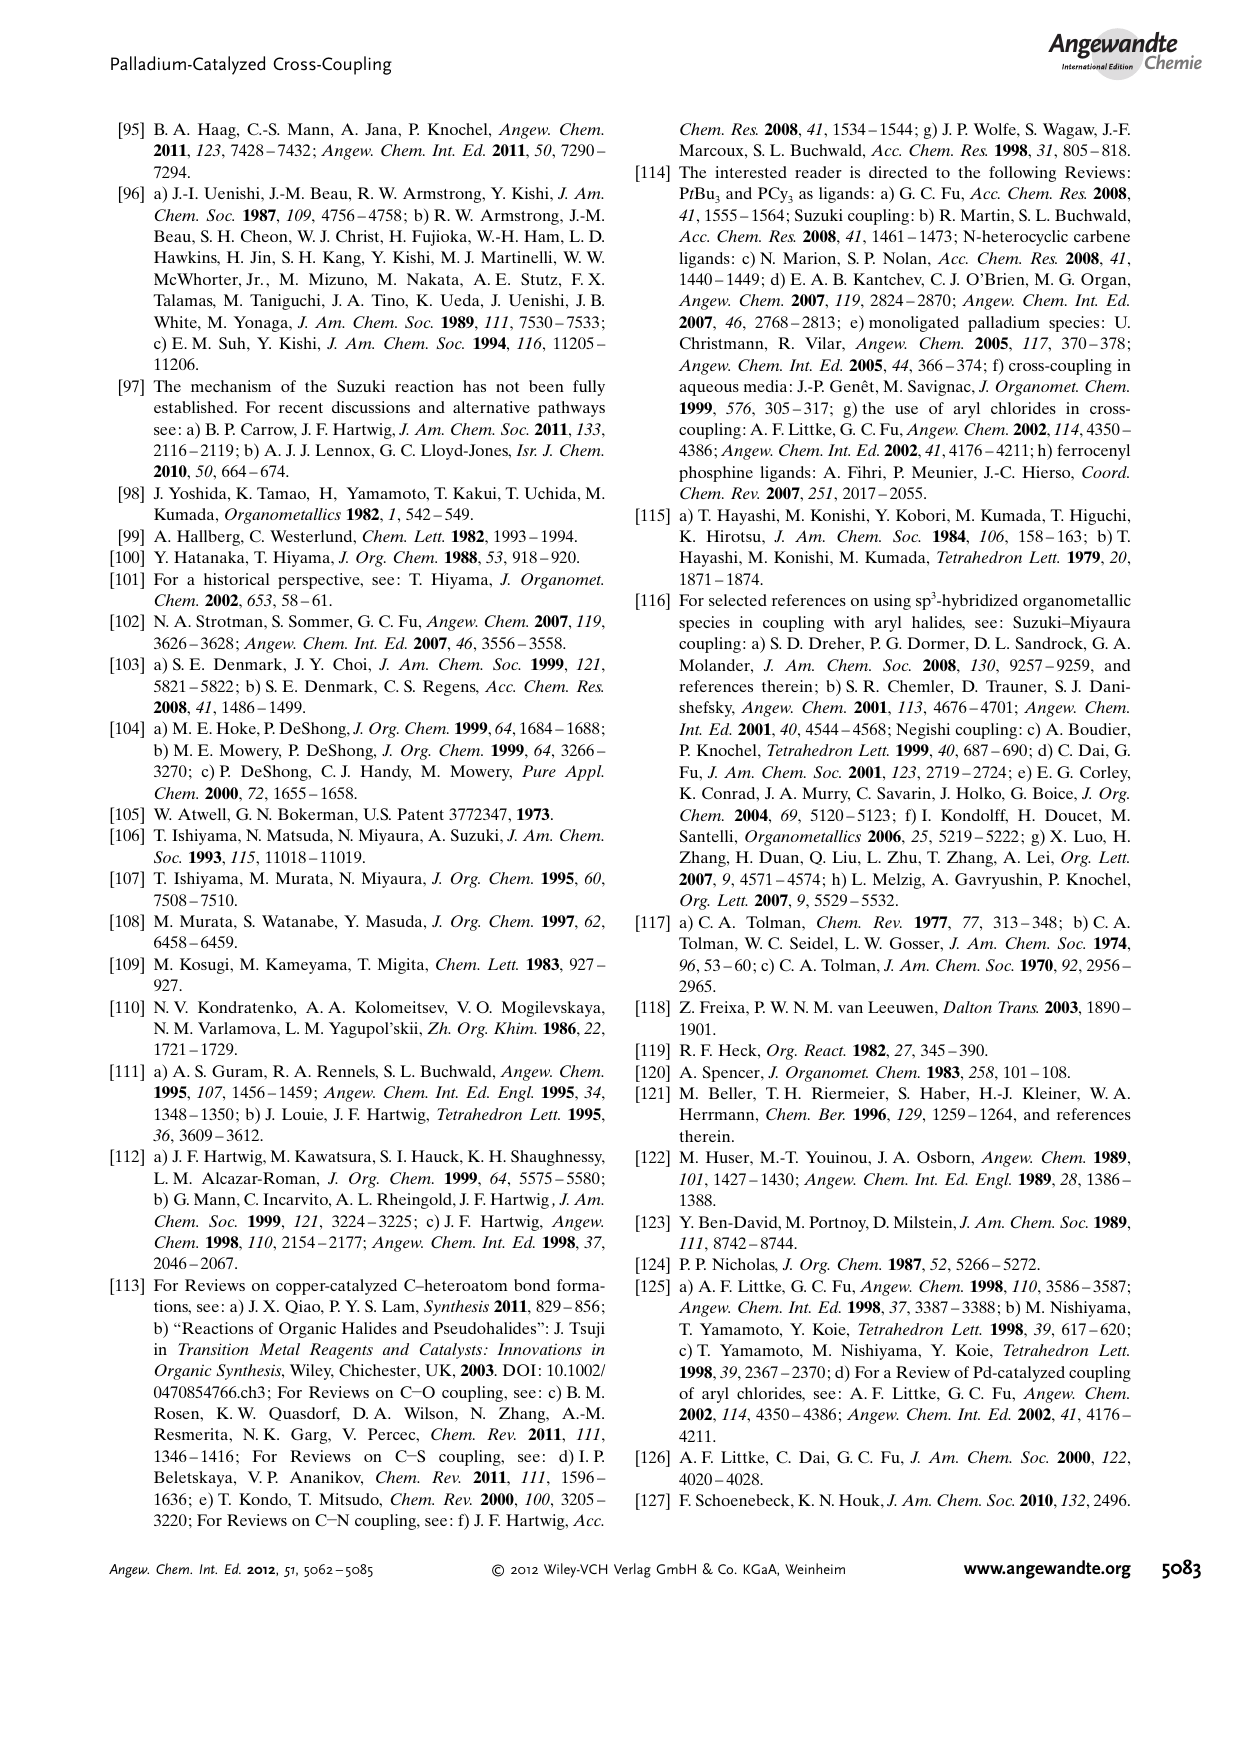 Palladium-Catalyzed Cross-Coupling
Angewandte
International Edition Chemie
[95] B. A. Haag, C.-S. Mann, A. Jana, P. Knochel, Angew. Chem.
2011, 123, 7428–7432; Angew. Chem. Int. Ed. 2011, 50, 7290–
7294.
[96] a) J.-I. Uenishi, J.-M. Beau, R. W. Armstrong, Y. Kishi, J. Am.
Chem. Soc. 1987, 109, 4756–4758; b) R. W. Armstrong, J.-M.
Beau, S. H. Cheon, W. J. Christ, H. Fujioka, W.-H. Ham, L. D.
Hawkins, H. Jin, S. H. Kang, Y. Kishi, M. J. Martinelli, W. W.
McWhorter, Jr., M. Mizuno, M. Nakata, A. E. Stutz, F. X.
Talamas, M. Taniguchi, J. A. Tino, K. Ueda, J. Uenishi, J. B.
White, M. Yonaga, J. Am. Chem. Soc. 1989, 111, 7530–7533;
c) E. M. Suh, Y. Kishi, J. Am. Chem. Soc. 1994, 116, 11205–
11206.
[97] The mechanism of the Suzuki reaction has not been fully
established. For recent discussions and alternative pathways
see: a) B. P. Carrow, J. F. Hartwig, J. Am. Chem. Soc. 2011, 133,
2116–2119; b) A. J. J. Lennox, G. C. Lloyd-Jones, Isr. J. Chem.
2010, 50, 664–674.
[98] J. Yoshida, K. Tamao, H, Yamamoto, T. Kakui, T. Uchida, M.
Kumada, Organometallics 1982, 1, 542–549.
[99] A. Hallberg, C. Westerlund, Chem. Lett. 1982, 1993–1994.
[100] Y. Hatanaka, T. Hiyama, J. Org. Chem. 1988, 53, 918–920.
[101] For a historical perspective, see: T. Hiyama, J. Organomet.
Chem. 2002, 653, 58–61.
[102] N. A. Strotman, S. Sommer, G. C. Fu, Angew. Chem. 2007, 119,
3626–3628; Angew. Chem. Int. Ed. 2007, 46, 3556–3558.
[103] a) S. E. Denmark, J. Y. Choi, J. Am. Chem. Soc. 1999, 121,
5821–5822; b) S. E. Denmark, C. S. Regens, Acc. Chem. Res.
2008, 41, 1486–1499.
[104] a) M. E. Hoke, P. DeShong, J. Org. Chem. 1999, 64, 1684–1688;
b) M. E. Mowery, P. DeShong, J. Org. Chem. 1999, 64, 3266–
3270; c) P. DeShong, C. J. Handy, M. Mowery, Pure Appl.
Chem. 2000, 72, 1655–1658.
[105] W. Atwell, G. N. Bokerman, U.S. Patent 3772347, 1973.
[106] T. Ishiyama, N. Matsuda, N. Miyaura, A. Suzuki, J. Am. Chem.
Soc. 1993, 115, 11018–11019.
[107] T. Ishiyama, M. Murata, N. Miyaura, J. Org. Chem. 1995, 60,
7508–7510.
[108] M. Murata, S. Watanabe, Y. Masuda, J. Org. Chem. 1997, 62,
6458–6459.
[109] M. Kosugi, M. Kameyama, T. Migita, Chem. Lett. 1983, 927–
927.
[110] N. V. Kondratenko, A. A. Kolomeitsev, V. O. Mogilevskaya,
N. M. Varlamova, L. M. Yagupol'skii, Zh. Org. Khim. 1986, 22,
1721–1729.
[111] a) A. S. Guram, R. A. Rennels, S. L. Buchwald, Angew. Chem.
1995, 107, 1456–1459; Angew. Chem. Int. Ed. Engl. 1995, 34,
1348–1350; b) J. Louie, J. F. Hartwig, Tetrahedron Lett. 1995,
36, 3609–3612.
[112] a) J. F. Hartwig, M. Kawatsura, S. I. Hauck, K. H. Shaughnessy,
L. M. Alcazar-Roman, J. Org. Chem. 1999, 64, 5575–5580;
b) G. Mann, C. Incarvito, A. L. Rheingold, J. F. Hartwig, J. Am.
Chem. Soc. 1999, 121, 3224–3225; c) J. F. Hartwig, Angew.
Chem. 1998, 110, 2154–2177; Angew. Chem. Int. Ed. 1998, 37,
2046–2067.
[113] For Reviews on copper-catalyzed C–heteroatom bond forma-
tions, see: a) J. X. Qiao, P. Y. S. Lam, Synthesis 2011, 829–856;
b) “Reactions of Organic Halides and Pseudohalides”: J. Tsuji
in Transition Metal Reagents and Catalysts: Innovations in
Organic Synthesis, Wiley, Chichester, UK, 2003. DOI: 10.1002/
0470854766.ch3; For Reviews on C–O coupling, see: c) B. M.
Rosen, K. W. Quasdorf, D. A. Wilson, N. Zhang, A.-M.
Resmerita, N. K. Garg, V. Percec, Chem. Rev. 2011, 111,
1346–1416; For Reviews on C–S coupling, see: d) I. P.
Beletskaya, V. P. Ananikov, Chem. Rev. 2011, 111, 1596–
1636; e) T. Kondo, T. Mitsudo, Chem. Rev. 2000, 100, 3205–
3220; For Reviews on C–N coupling, see: f) J. F. Hartwig, Acc.
Chem. Res. 2008, 41, 1534–1544; g) J. P. Wolfe, S. Wagaw, J.-F.
Marcoux, S. L. Buchwald, Acc. Chem. Res. 1998, 31, 805–818.
[114] The interested reader is directed to the following Reviews:
PtBu3 and PCy3 as ligands: a) G. C. Fu, Acc. Chem. Res. 2008,
41, 1555–1564; Suzuki coupling: b) R. Martin, S. L. Buchwald,
Acc. Chem. Res. 2008, 41, 1461–1473; N-heterocyclic carbene
ligands: c) N. Marion, S. P. Nolan, Acc. Chem. Res. 2008, 41,
1440–1449; d) E. A. B. Kantchev, C. J. O'Brien, M. G. Organ,
Angew. Chem. 2007, 119, 2824–2870; Angew. Chem. Int. Ed.
2007, 46, 2768–2813; e) monoligated palladium species: U.
Christmann, R. Vilar, Angew. Chem. 2005, 117, 370–378;
Angew. Chem. Int. Ed. 2005, 44, 366–374; f) cross-coupling in
aqueous media: J.-P. Genêt, M. Savignac, J. Organomet. Chem.
1999, 576, 305–317; g) the use of aryl chlorides in cross-
coupling: A. F. Littke, G. C. Fu, Angew. Chem. 2002, 114, 4350–
4386; Angew. Chem. Int. Ed. 2002, 41, 4176–4211; h) ferrocenyl
phosphine ligands: A. Fihri, P. Meunier, J.-C. Hierso, Coord.
Chem. Rev. 2007, 251, 2017–2055.
[115] a) T. Hayashi, M. Konishi, Y. Kobori, M. Kumada, T. Higuchi,
K. Hirotsu, J. Am. Chem. Soc. 1984, 106, 158–163; b) T.
Hayashi, M. Konishi, M. Kumada, Tetrahedron Lett. 1979, 20,
1871–1874.
[116] For selected references on using sp3-hybridized organometallic
species in coupling with aryl halides, see: Suzuki–Miyaura
coupling: a) S. D. Dreher, P. G. Dormer, D. L. Sandrock, G. A.
Molander, J. Am. Chem. Soc. 2008, 130, 9257–9259, and
references therein; b) S. R. Chemler, D. Trauner, S. J. Dani-
shefsky, Angew. Chem. 2001, 113, 4676–4701; Angew. Chem.
Int. Ed. 2001, 40, 4544–4568; Negishi coupling: c) A. Boudier,
P. Knochel, Tetrahedron Lett. 1999, 40, 687–690; d) C. Dai, G.
Fu, J. Am. Chem. Soc. 2001, 123, 2719–2724; e) E. G. Corley,
K. Conrad, J. A. Murry, C. Savarin, J. Holko, G. Boice, J. Org.
Chem. 2004, 69, 5120–5123; f) I. Kondolff, H. Doucet, M.
Santelli, Organometallics 2006, 25, 5219–5222; g) X. Luo, H.
Zhang, H. Duan, Q. Liu, L. Zhu, T. Zhang, A. Lei, Org. Lett.
2007, 9, 4571–4574; h) L. Melzig, A. Gavryushin, P. Knochel,
Org. Lett. 2007, 9, 5529–5532.
[117] a) C. A. Tolman, Chem. Rev. 1977, 77, 313–348; b) C. A.
Tolman, W. C. Seidel, L. W. Gosser, J. Am. Chem. Soc. 1974,
96, 53–60; c) C. A. Tolman, J. Am. Chem. Soc. 1970, 92, 2956–
2965.
[118] Z. Freixa, P. W. N. M. van Leeuwen, Dalton Trans. 2003, 1890–
1901.
[119] R. F. Heck, Org. React. 1982, 27, 345–390.
[120] A. Spencer, J. Organomet. Chem. 1983, 258, 101–108.
[121] M. Beller, T. H. Riermeier, S. Haber, H.-J. Kleiner, W. A.
Herrmann, Chem. Ber. 1996, 129, 1259–1264, and references
therein.
[122] M. Huser, M.-T. Youinou, J. A. Osborn, Angew. Chem. 1989,
101, 1427–1430; Angew. Chem. Int. Ed. Engl. 1989, 28, 1386–
1388.
[123] Y. Ben-David, M. Portnoy, D. Milstein, J. Am. Chem. Soc. 1989,
111, 8742–8744.
[124] P. P. Nicholas, J. Org. Chem. 1987, 52, 5266–5272.
[125] a) A. F. Littke, G. C. Fu, Angew. Chem. 1998, 110, 3586–3587;
Angew. Chem. Int. Ed. 1998, 37, 3387–3388; b) M. Nishiyama,
T. Yamamoto, Y. Koie, Tetrahedron Lett. 1998, 39, 617–620;
c) T. Yamamoto, M. Nishiyama, Y. Koie, Tetrahedron Lett.
1998, 39, 2367–2370; d) For a Review of Pd-catalyzed coupling
of aryl chlorides, see: A. F. Littke, G. C. Fu, Angew. Chem.
2002, 114, 4350–4386; Angew. Chem. Int. Ed. 2002, 41, 4176–
4211.
[126] A. F. Littke, C. Dai, G. C. Fu, J. Am. Chem. Soc. 2000, 122,
4020–4028.
[127] F. Schoenebeck, K. N. Houk, J. Am. Chem. Soc. 2010, 132, 2496.
Angew. Chem. Int. Ed. 2012, 51, 5062–5085 © 2012 Wiley-VCH Verlag GmbH & Co. KGaA, Weinheim www.angewandte.org 5083